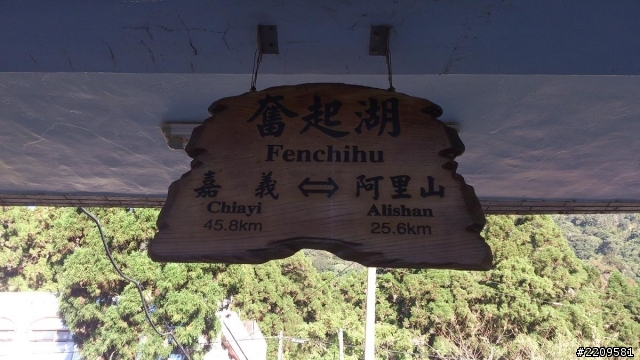 奮起湖
Fenchihu
嘉義 ⇔ 阿里山
Chiayi Alishan
45.8km 25.6km
#2209581